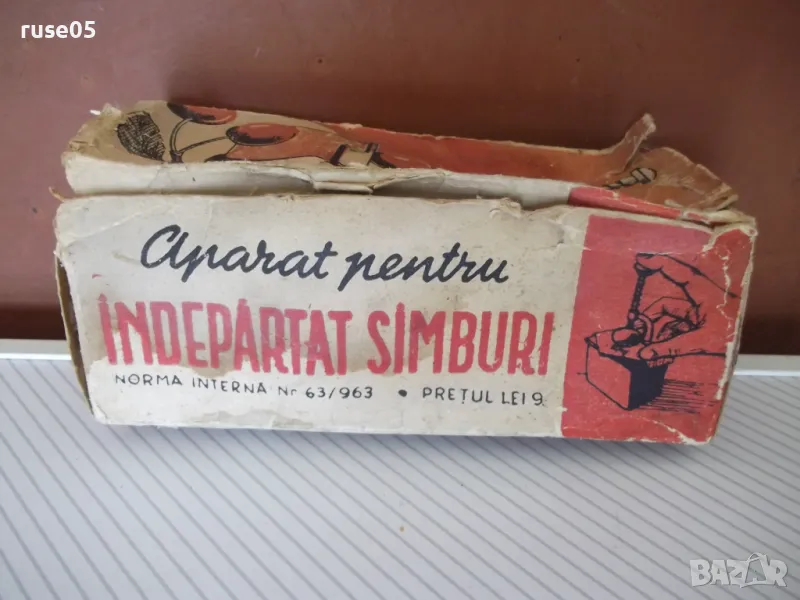 ruse05
Aparat pentru
ÎNDEPĂRTAT SÎMBURI
NORMA INTERNA Nr 63/963 • PREȚUL LEI 9
BAZAR